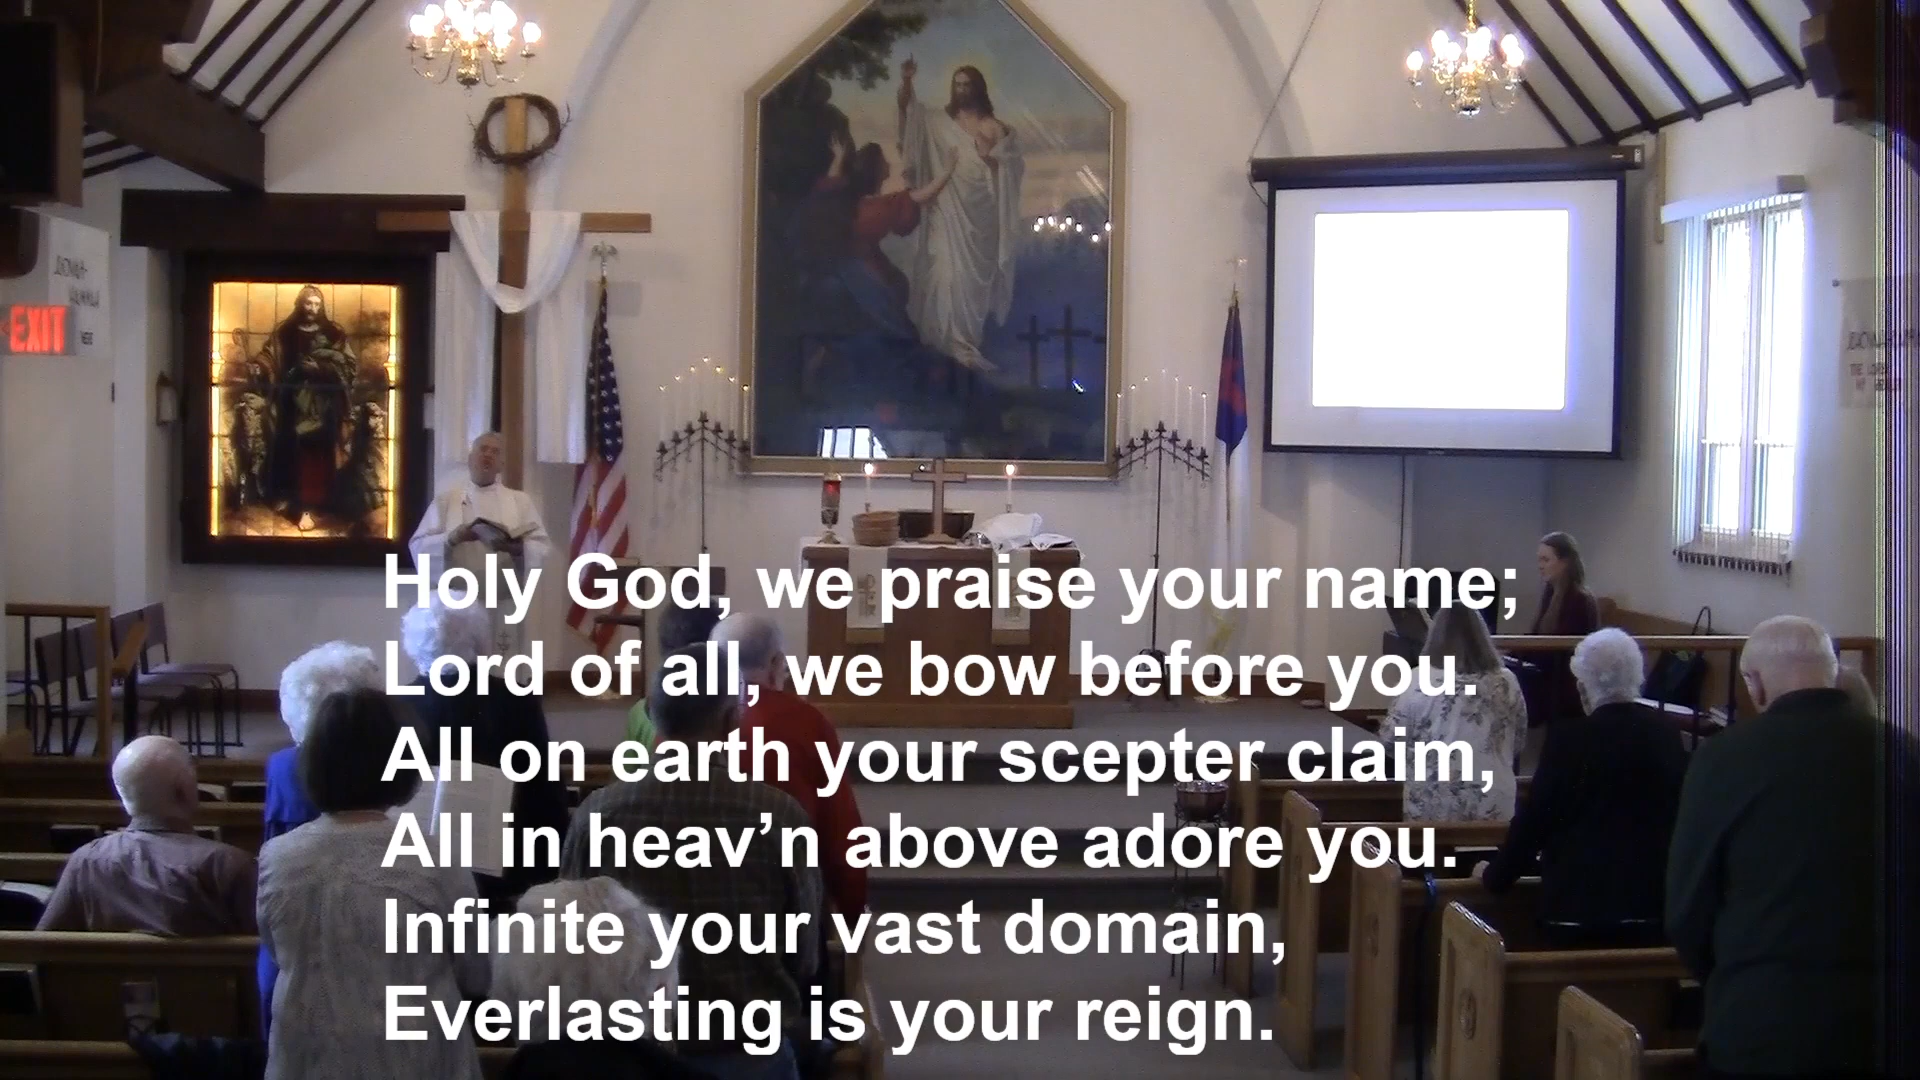 EXIT
Holy God, we praise your name;
Lord of all, we bow before you.
All on earth your scepter claim,
All in heav’n above adore you.
Infinite your vast domain,
Everlasting is your reign.